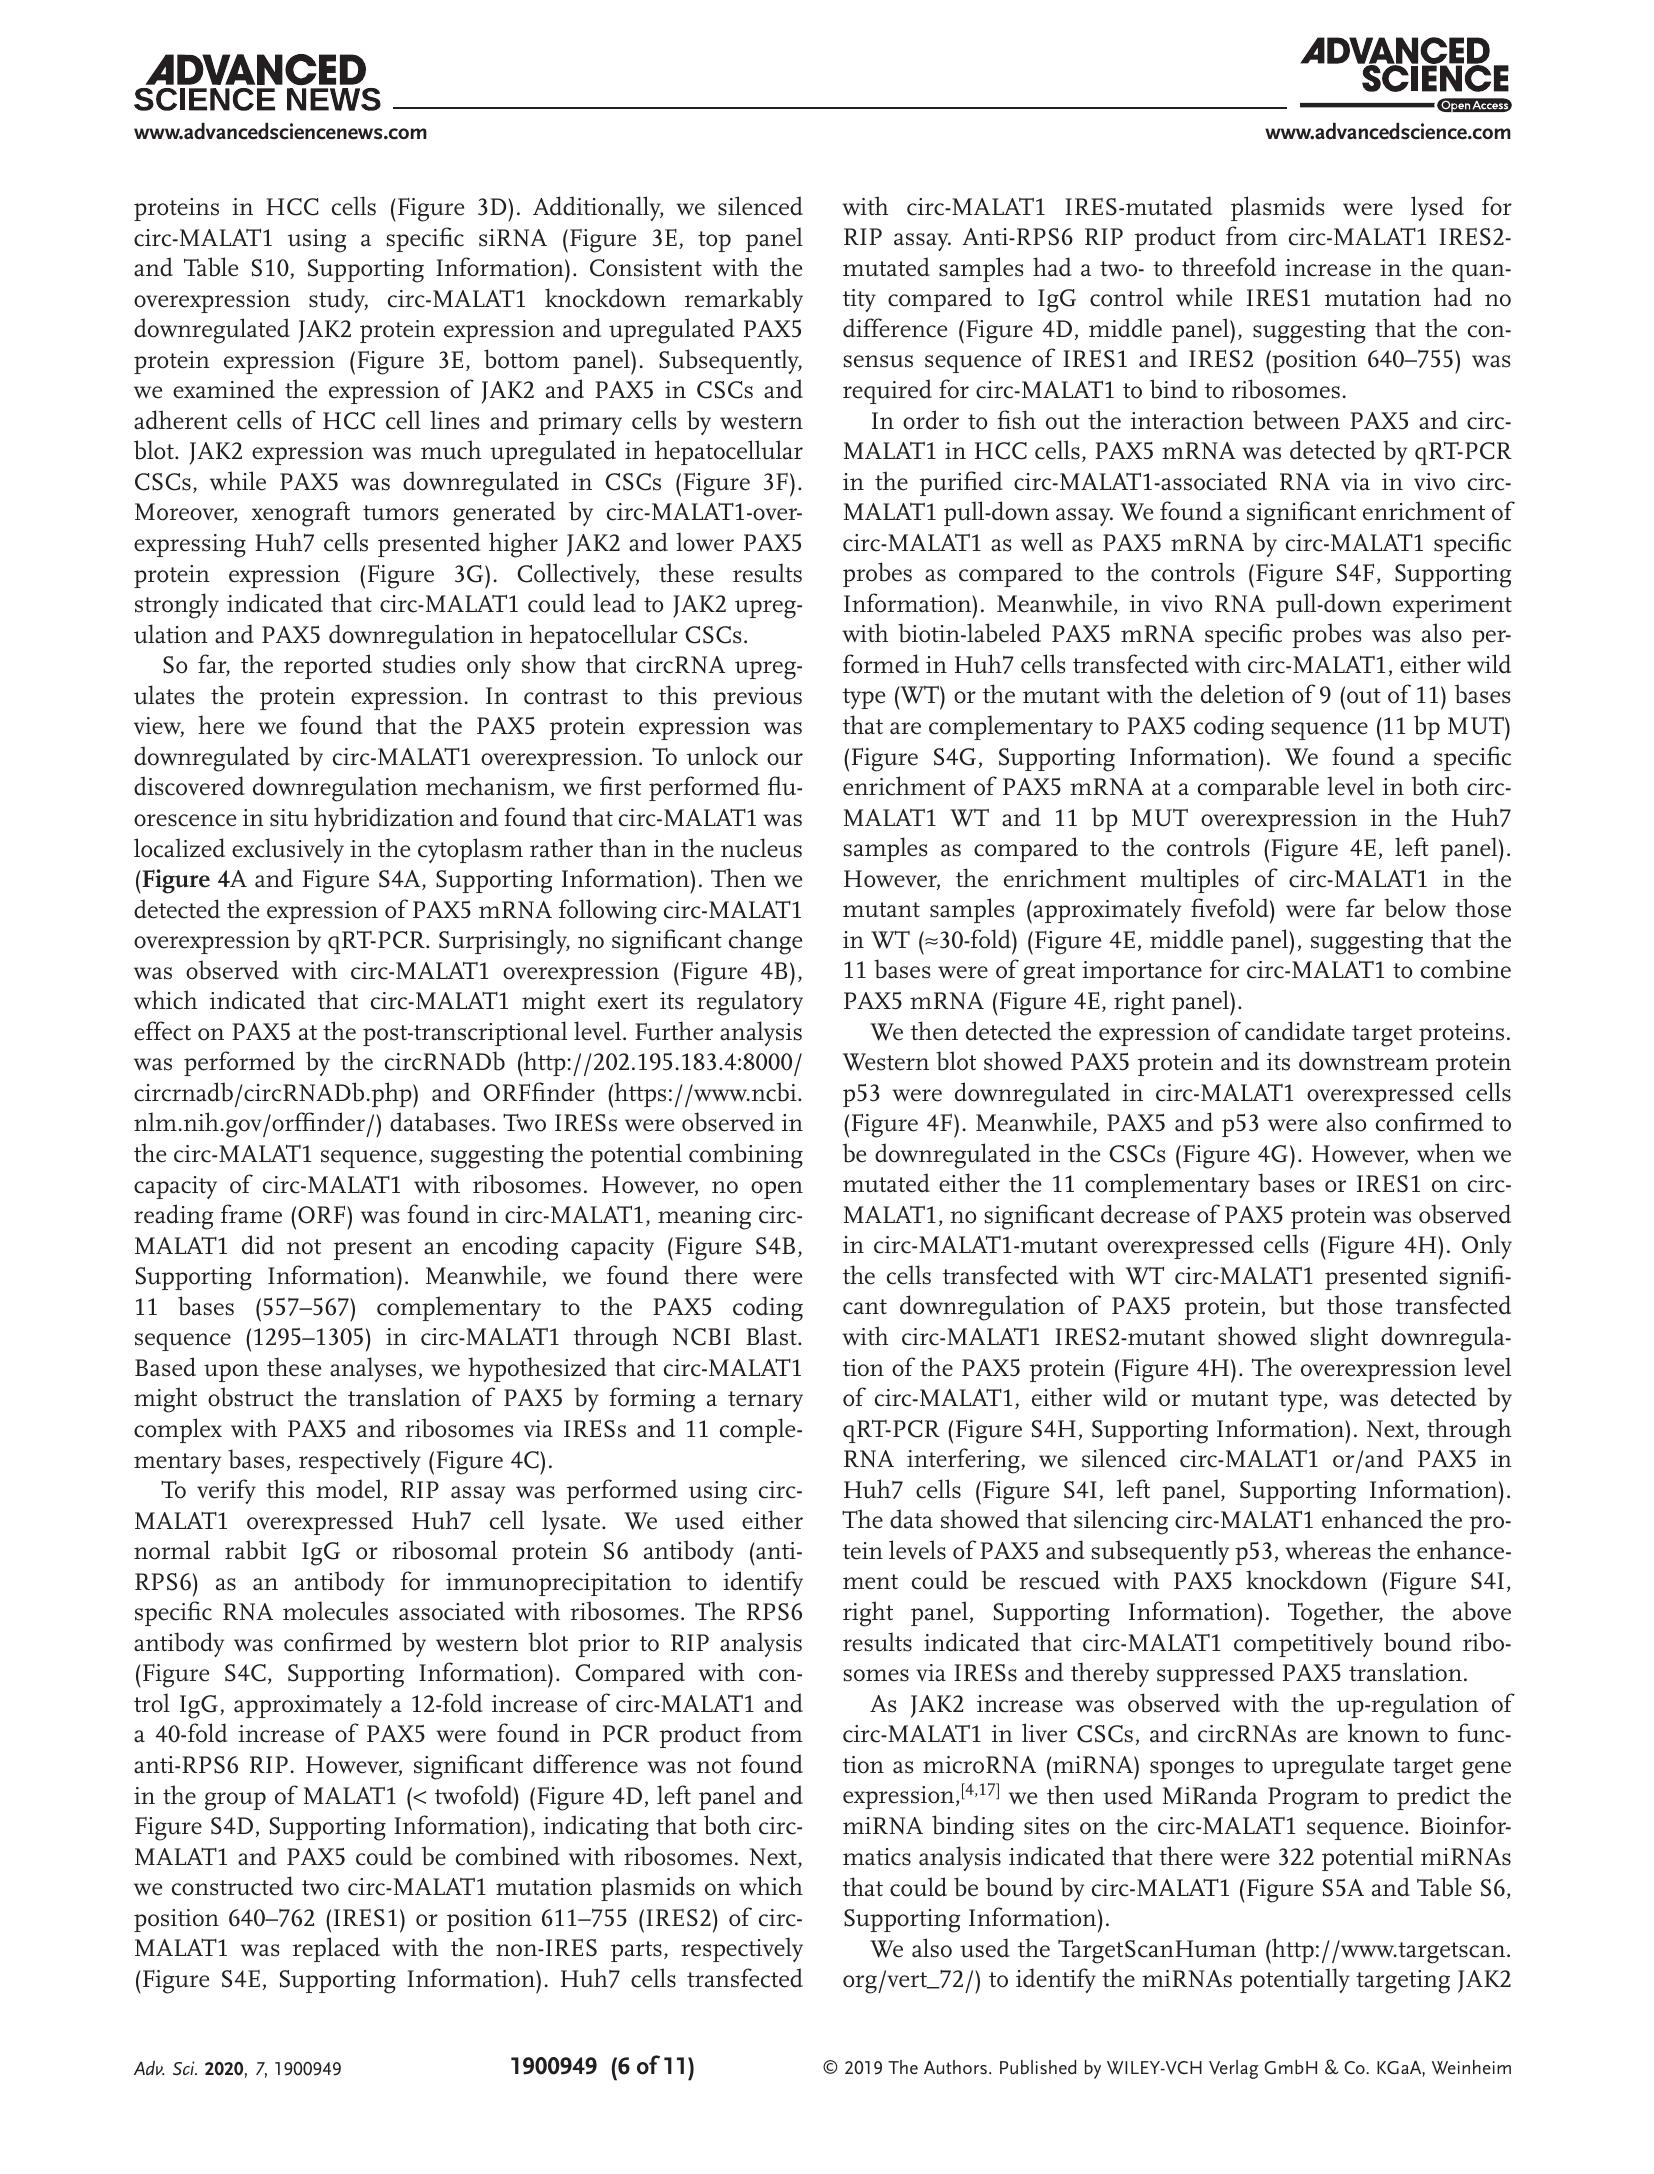 ADVANCED
SCIENCE NEWS
www.advancedsciencenews.com
ADVANCED
SCIENCE
Open Access
www.advancedscience.com
proteins in HCC cells (Figure 3D). Additionally, we silenced
circ-MALAT1 using a specific siRNA (Figure 3E, top panel
and Table S10, Supporting Information). Consistent with the
overexpression study, circ-MALAT1 knockdown remarkably
downregulated JAK2 protein expression and upregulated PAX5
protein expression (Figure 3E, bottom panel). Subsequently,
we examined the expression of JAK2 and PAX5 in CSCs and
adherent cells of HCC cell lines and primary cells by western
blot. JAK2 expression was much upregulated in hepatocellular
CSCs, while PAX5 was downregulated in CSCs (Figure 3F).
Moreover, xenograft tumors generated by circ-MALAT1-over-
expressing Huh7 cells presented higher JAK2 and lower PAX5
protein expression (Figure 3G). Collectively, these results
strongly indicated that circ-MALAT1 could lead to JAK2 upreg-
ulation and PAX5 downregulation in hepatocellular CSCs.
So far, the reported studies only show that circRNA upreg-
ulates the protein expression. In contrast to this previous
view, here we found that the PAX5 protein expression was
downregulated by circ-MALAT1 overexpression. To unlock our
discovered downregulation mechanism, we first performed flu-
orescence in situ hybridization and found that circ-MALAT1 was
localized exclusively in the cytoplasm rather than in the nucleus
(Figure 4A and Figure S4A, Supporting Information). Then we
detected the expression of PAX5 mRNA following circ-MALAT1
overexpression by qRT-PCR. Surprisingly, no significant change
was observed with circ-MALAT1 overexpression (Figure 4B),
which indicated that circ-MALAT1 might exert its regulatory
effect on PAX5 at the post-transcriptional level. Further analysis
was performed by the circRNADb (http://202.195.183.4:8000/
circrnadb/circRNADb.php) and ORFfinder (https://www.ncbi.
nlm.nih.gov/orffinder/) databases. Two IRESs were observed in
the circ-MALAT1 sequence, suggesting the potential combining
capacity of circ-MALAT1 with ribosomes. However, no open
reading frame (ORF) was found in circ-MALAT1, meaning circ-
MALAT1 did not present an encoding capacity (Figure S4B,
Supporting Information). Meanwhile, we found there were
11 bases (557–567) complementary to the PAX5 coding
sequence (1295–1305) in circ-MALAT1 through NCBI Blast.
Based upon these analyses, we hypothesized that circ-MALAT1
might obstruct the translation of PAX5 by forming a ternary
complex with PAX5 and ribosomes via IRESs and 11 comple-
mentary bases, respectively (Figure 4C).
To verify this model, RIP assay was performed using circ-
MALAT1 overexpressed Huh7 cell lysate. We used either
normal rabbit IgG or ribosomal protein S6 antibody (anti-
RPS6) as an antibody for immunoprecipitation to identify
specific RNA molecules associated with ribosomes. The RPS6
antibody was confirmed by western blot prior to RIP analysis
(Figure S4C, Supporting Information). Compared with con-
trol IgG, approximately a 12-fold increase of circ-MALAT1 and
a 40-fold increase of PAX5 were found in PCR product from
anti-RPS6 RIP. However, significant difference was not found
in the group of MALAT1 (< twofold) (Figure 4D, left panel and
Figure S4D, Supporting Information), indicating that both circ-
MALAT1 and PAX5 could be combined with ribosomes. Next,
we constructed two circ-MALAT1 mutation plasmids on which
position 640–762 (IRES1) or position 611–755 (IRES2) of circ-
MALAT1 was replaced with the non-IRES parts, respectively
(Figure S4E, Supporting Information). Huh7 cells transfected
with circ-MALAT1 IRES-mutated plasmids were lysed for
RIP assay. Anti-RPS6 RIP product from circ-MALAT1 IRES2-
mutated samples had a two- to threefold increase in the quan-
tity compared to IgG control while IRES1 mutation had no
difference (Figure 4D, middle panel), suggesting that the con-
sensus sequence of IRES1 and IRES2 (position 640–755) was
required for circ-MALAT1 to bind to ribosomes.
In order to fish out the interaction between PAX5 and circ-
MALAT1 in HCC cells, PAX5 mRNA was detected by qRT-PCR
in the purified circ-MALAT1-associated RNA via in vivo circ-
MALAT1 pull-down assay. We found a significant enrichment of
circ-MALAT1 as well as PAX5 mRNA by circ-MALAT1 specific
probes as compared to the controls (Figure S4F, Supporting
Information). Meanwhile, in vivo RNA pull-down experiment
with biotin-labeled PAX5 mRNA specific probes was also per-
formed in Huh7 cells transfected with circ-MALAT1, either wild
type (WT) or the mutant with the deletion of 9 (out of 11) bases
that are complementary to PAX5 coding sequence (11 bp MUT)
(Figure S4G, Supporting Information). We found a specific
enrichment of PAX5 mRNA at a comparable level in both circ-
MALAT1 WT and 11 bp MUT overexpression in the Huh7
samples as compared to the controls (Figure 4E, left panel).
However, the enrichment multiples of circ-MALAT1 in the
mutant samples (approximately fivefold) were far below those
in WT (≈30-fold) (Figure 4E, middle panel), suggesting that the
11 bases were of great importance for circ-MALAT1 to combine
PAX5 mRNA (Figure 4E, right panel).
We then detected the expression of candidate target proteins.
Western blot showed PAX5 protein and its downstream protein
p53 were downregulated in circ-MALAT1 overexpressed cells
(Figure 4F). Meanwhile, PAX5 and p53 were also confirmed to
be downregulated in the CSCs (Figure 4G). However, when we
mutated either the 11 complementary bases or IRES1 on circ-
MALAT1, no significant decrease of PAX5 protein was observed
in circ-MALAT1-mutant overexpressed cells (Figure 4H). Only
the cells transfected with WT circ-MALAT1 presented signifi-
cant downregulation of PAX5 protein, but those transfected
with circ-MALAT1 IRES2-mutant showed slight downregula-
tion of the PAX5 protein (Figure 4H). The overexpression level
of circ-MALAT1, either wild or mutant type, was detected by
qRT-PCR (Figure S4H, Supporting Information). Next, through
RNA interfering, we silenced circ-MALAT1 or/and PAX5 in
Huh7 cells (Figure S4I, left panel, Supporting Information).
The data showed that silencing circ-MALAT1 enhanced the pro-
tein levels of PAX5 and subsequently p53, whereas the enhance-
ment could be rescued with PAX5 knockdown (Figure S4I,
right panel, Supporting Information). Together, the above
results indicated that circ-MALAT1 competitively bound ribo-
somes via IRESs and thereby suppressed PAX5 translation.
As JAK2 increase was observed with the up-regulation of
circ-MALAT1 in liver CSCs, and circRNAs are known to func-
tion as microRNA (miRNA) sponges to upregulate target gene
expression,[4,17] we then used MiRanda Program to predict the
miRNA binding sites on the circ-MALAT1 sequence. Bioinfor-
matics analysis indicated that there were 322 potential miRNAs
that could be bound by circ-MALAT1 (Figure S5A and Table S6,
Supporting Information).
We also used the TargetScanHuman (http://www.targetscan.
org/vert_72/) to identify the miRNAs potentially targeting JAK2
Adv. Sci. 2020, 7, 1900949
1900949 (6 of 11)
© 2019 The Authors. Published by WILEY-VCH Verlag GmbH & Co. KGaA, Weinheim